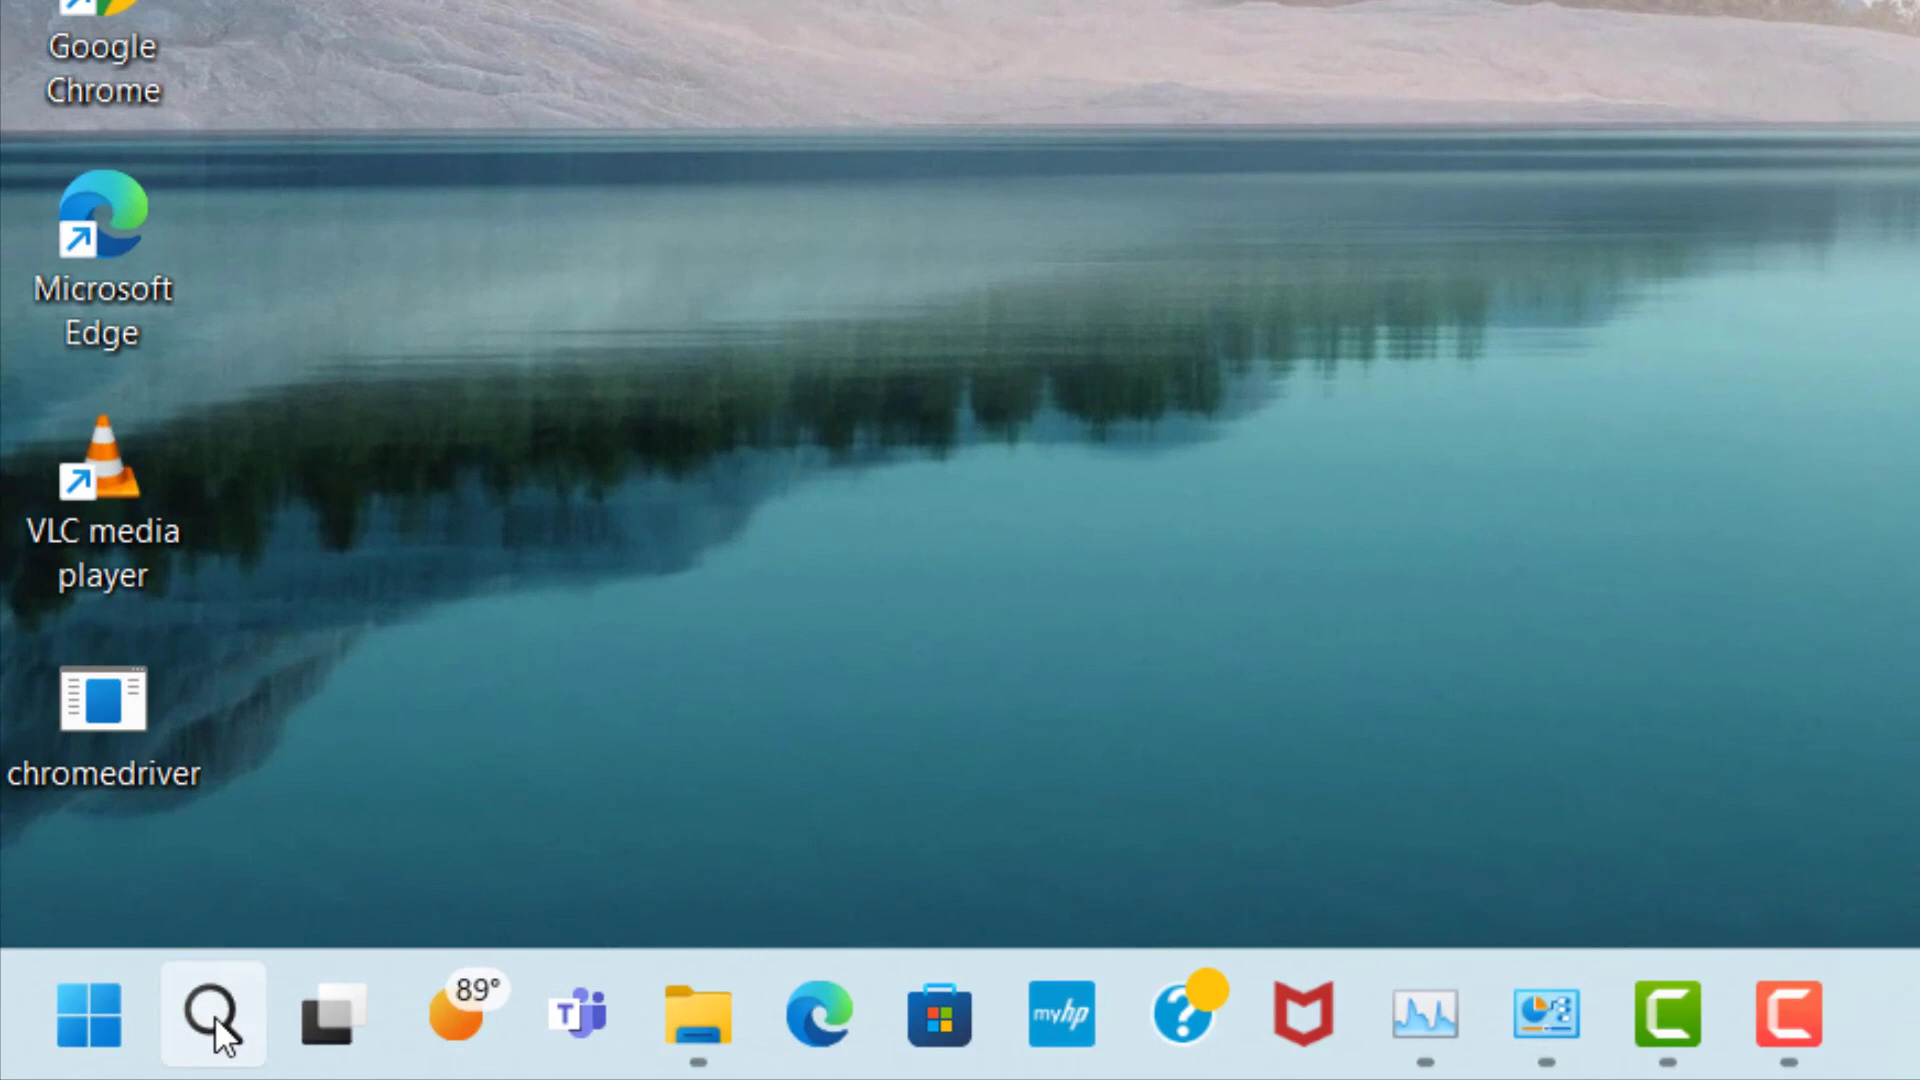 Google
Chrome
Microsoft
Edge
VLC media
player
chromedriver
89°
T
myhp
?